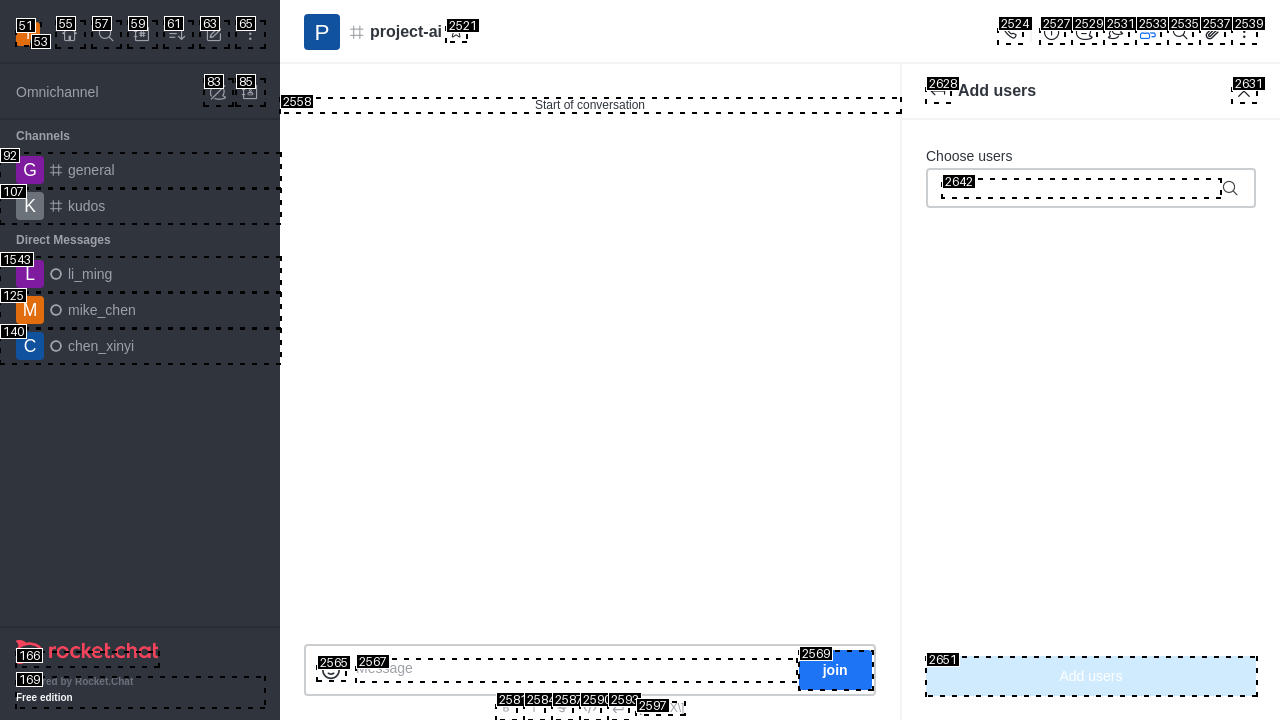 51
53
55
57
59
61
63
65
P
project-ai
2521
2524
2527
2529
2531
2533
2535
2537
2539
Omnichannel
83
85
2558
Start of conversation
2628
Add users
2631
Channels
92
G
general
107
K
kudos
Choose users
2642
Direct Messages
1543
L
li_ming
125
M
mike_chen
140
C
chen_xinyi
166
rocket.chat
169
ed by Rocket.Chat
Free edition
2565
2567
Message
2569
join
2651
Add users
2581
2584
2587
2590
2593
2597